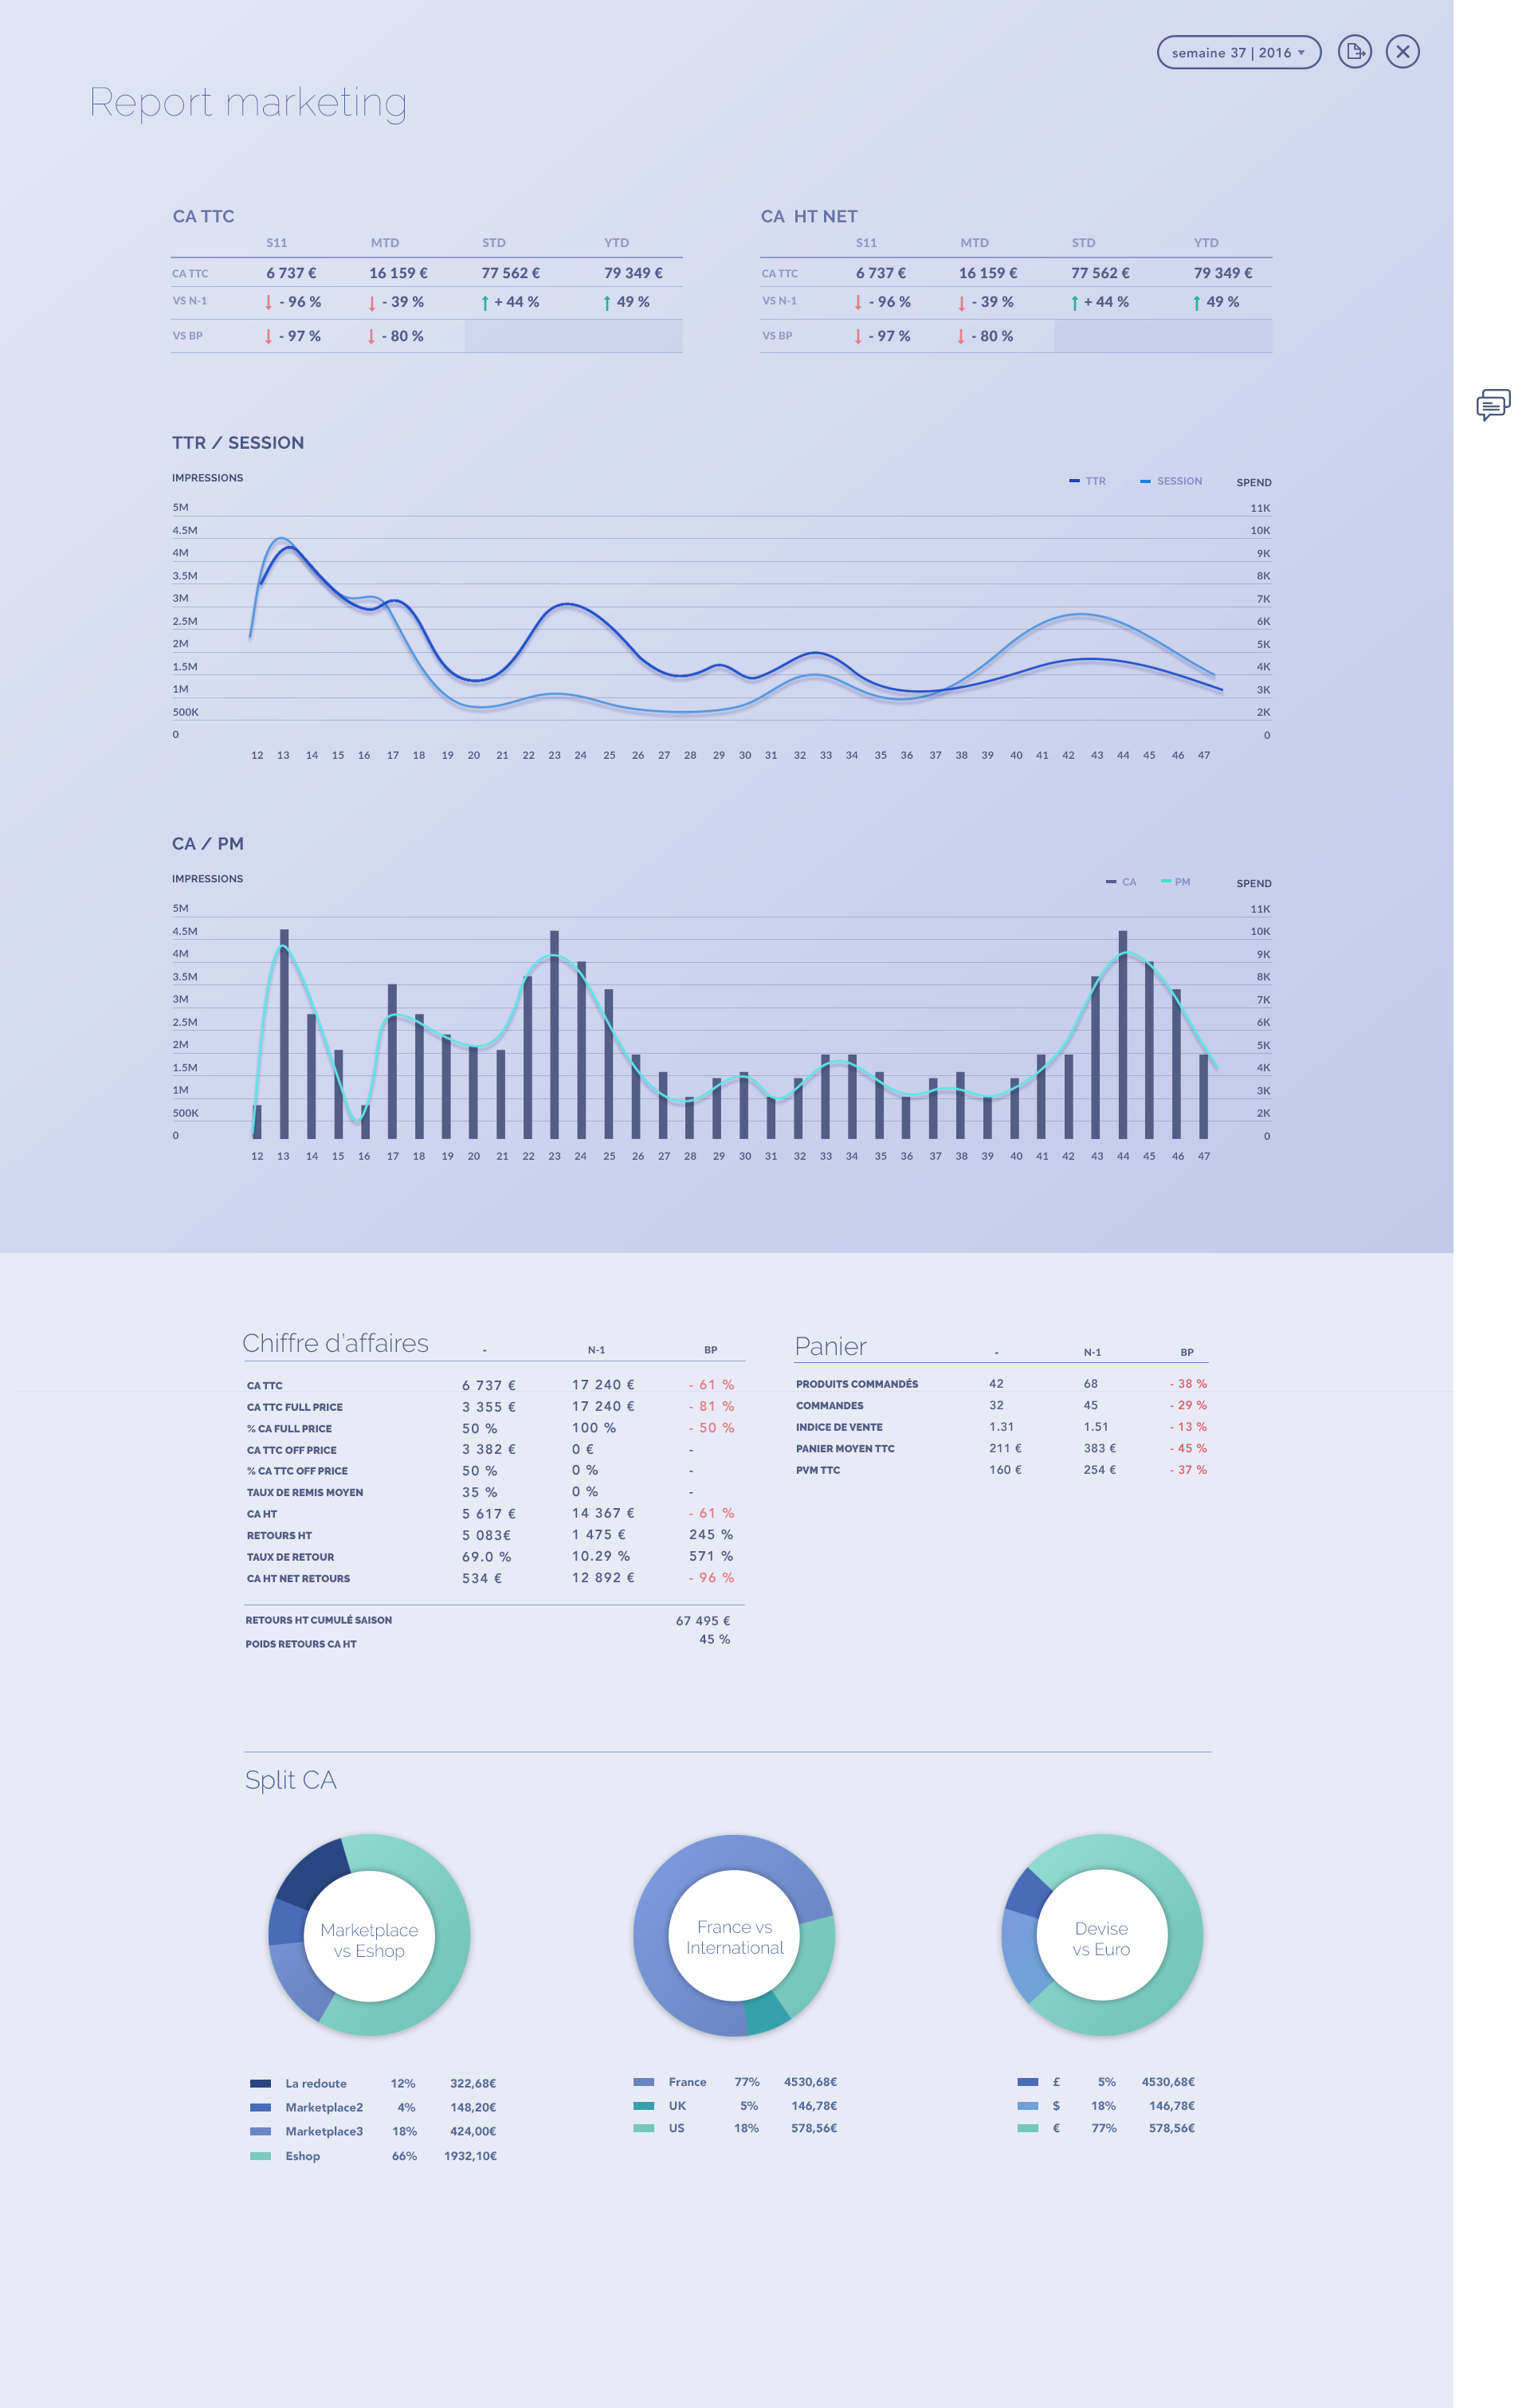 semaine 37 | 2016
Report marketing
CA TTC
S11 MTD STD YTD
CA TTC 6 737 € 16 159 € 77 562 € 79 349 €
VS N-1 - 96 % - 39 % + 44 % 49 %
VS BP - 97 % - 80 %
CA HT NET
S11 MTD STD YTD
CA TTC 6 737 € 16 159 € 77 562 € 79 349 €
VS N-1 - 96 % - 39 % + 44 % 49 %
VS BP - 97 % - 80 %
TTR / SESSION
IMPRESSIONS TTR SESSION SPEND
5M 11K
4.5M 10K
4M 9K
3.5M 8K
3M 7K
2.5M 6K
2M 5K
1.5M 4K
1M 3K
500K 2K
0 0
12 13 14 15 16 17 18 19 20 21 22 23 24 25 26 27 28 29 30 31 32 33 34 35 36 37 38 39 40 41 42 43 44 45 46 47
CA / PM
IMPRESSIONS CA PM SPEND
5M 11K
4.5M 10K
4M 9K
3.5M 8K
3M 7K
2.5M 6K
2M 5K
1.5M 4K
1M 3K
500K 2K
0 0
12 13 14 15 16 17 18 19 20 21 22 23 24 25 26 27 28 29 30 31 32 33 34 35 36 37 38 39 40 41 42 43 44 45 46 47
Chiffre d'affaires - N-1 BP
CA TTC 6 737 € 17 240 € - 61 %
CA TTC FULL PRICE 3 355 € 17 240 € - 81 %
% CA FULL PRICE 50 % 100 % - 50 %
CA TTC OFF PRICE 3 382 € 0 € -
% CA TTC OFF PRICE 50 % 0 % -
TAUX DE REMIS MOYEN 35 % 0 % -
CA HT 5 617 € 14 367 € - 61 %
RETOURS HT 5 083€ 1 475 € 245 %
TAUX DE RETOUR 69.0 % 10.29 % 571 %
CA HT NET RETOURS 534 € 12 892 € - 96 %
RETOURS HT CUMULÉ SAISON 67 495 €
POIDS RETOURS CA HT 45 %
Panier - N-1 BP
PRODUITS COMMANDÉS 42 68 - 38 %
COMMANDES 32 45 - 29 %
INDICE DE VENTE 1.31 1.51 - 13 %
PANIER MOYEN TTC 211 € 383 € - 45 %
PVM TTC 160 € 254 € - 37 %
Split CA
Marketplace
vs Eshop
La redoute 12% 322,68€
Marketplace2 4% 148,20€
Marketplace3 18% 424,00€
Eshop 66% 1932,10€
France vs
International
France 77% 4530,68€
UK 5% 146,78€
US 18% 578,56€
Devise
vs Euro
£ 5% 4530,68€
$ 18% 146,78€
€ 77% 578,56€